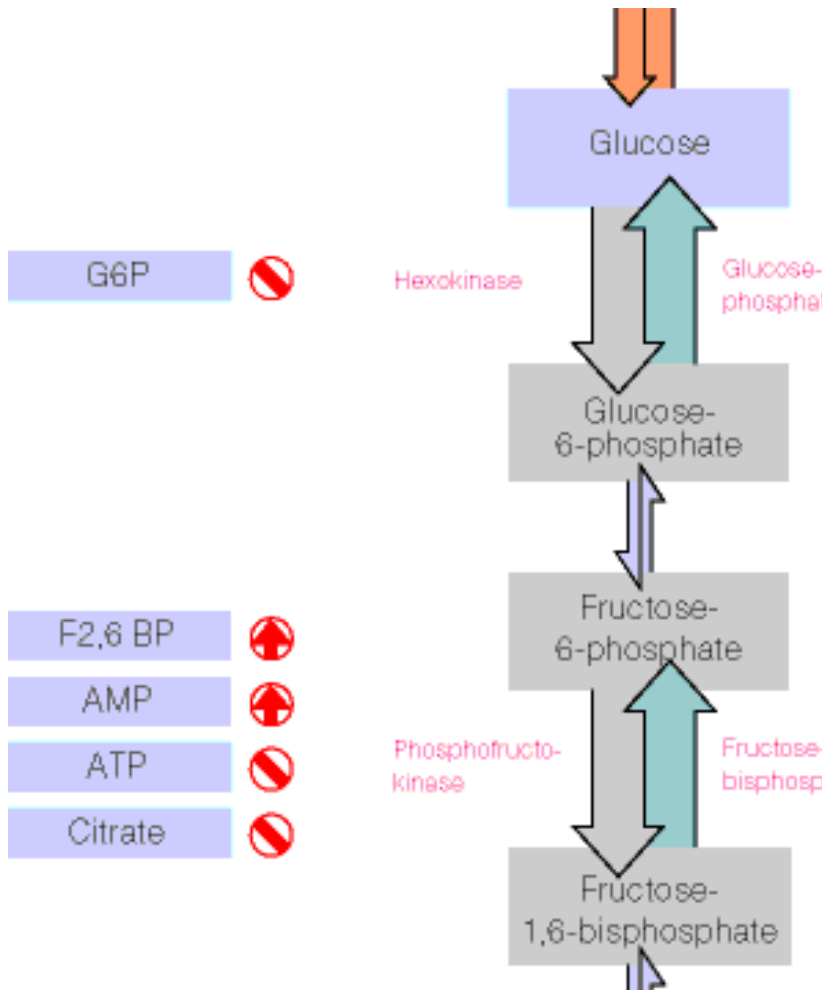 Glucose
G6P
Hexokinase
Glucose-
Glucose-
6-phosphate
Fructose-
6-phosphate
F2,6 BP
AMP
ATP
Citrate
Phosphofructo-
kinase
Fructose-
Fructose-
1,6-bisphosphate